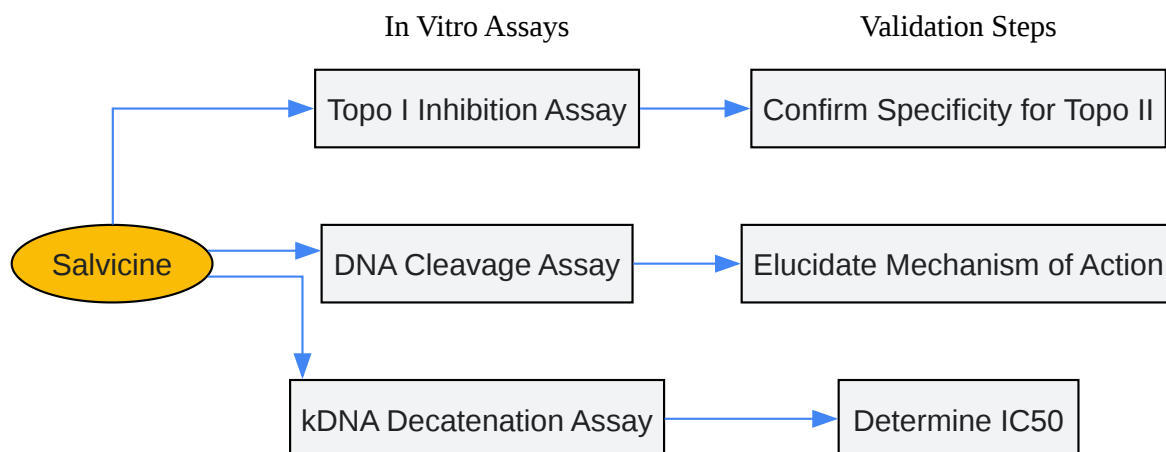 In Vitro Assays
Validation Steps
Topo I Inhibition Assay
Confirm Specificity for Topo II
Salvicine
DNA Cleavage Assay
Elucidate Mechanism of Action
kDNA Decatenation Assay
Determine IC50